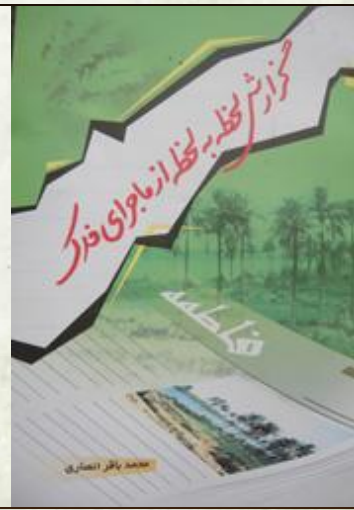 گزارش لحظه به لحظه از ماجرای فدک
فاطمه
محمد باقر انصاری